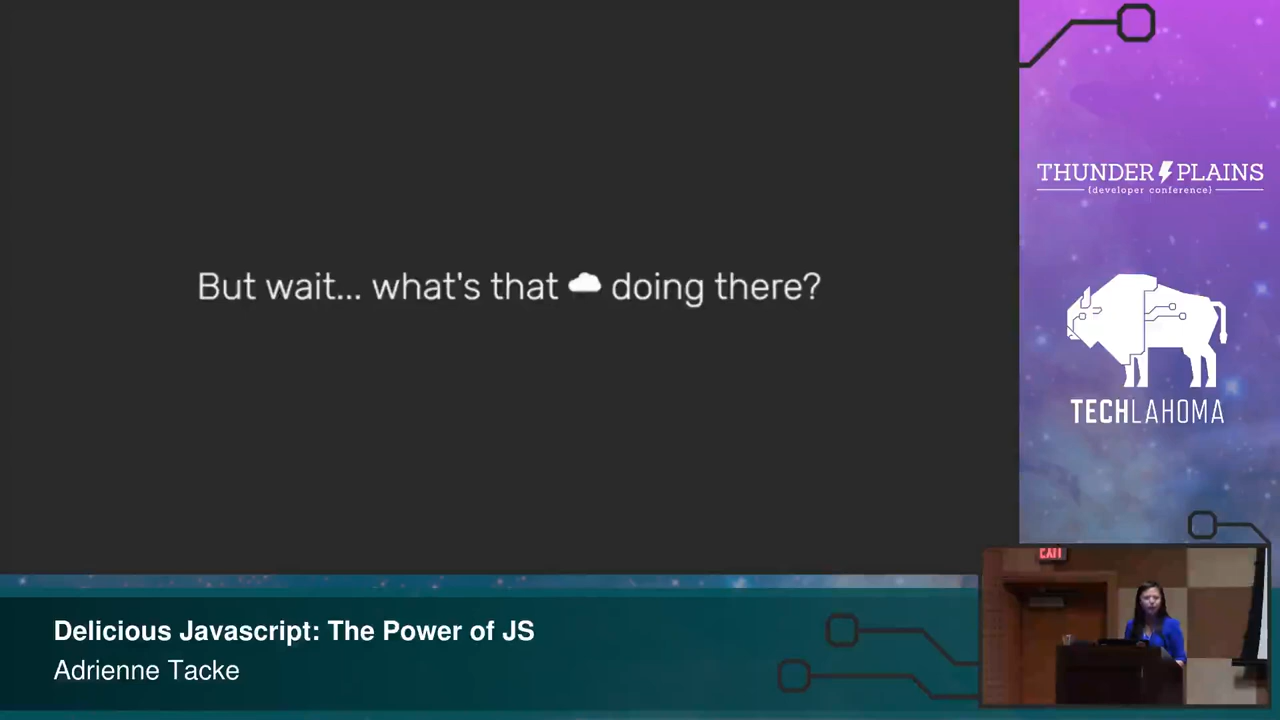 But wait... what's that ☁ doing there?
THUNDER PLAINS
{developer conference}
TECHLAHOMA
EXIT
Delicious Javascript: The Power of JS
Adrienne Tacke